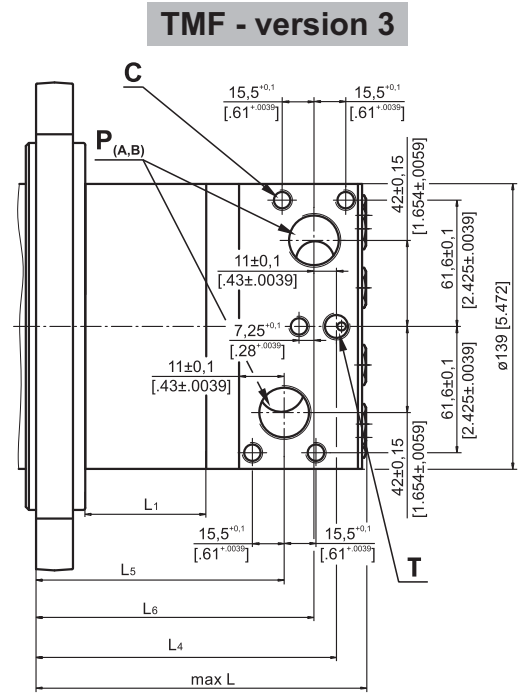 TMF - version 3
C
15,5+0,1
[.61+.0039]
15,5+0,1
[.61+.0039]
P(A,B)
42±0,15
[1.654±,0059]
61,6±0,1
[2.425±.0039]
11±0,1
[.43±.0039]
7,25+0,1
[.28+.0039]
ø139 [5.472]
11±0,1
[.43±.0039]
61,6±0,1
[2.425±.0039]
42±0,15
[1.654±,0059]
L1
15,5+0,1
[.61+.0039]
15,5+0,1
[.61+.0039]
T
L5
L6
L4
max L